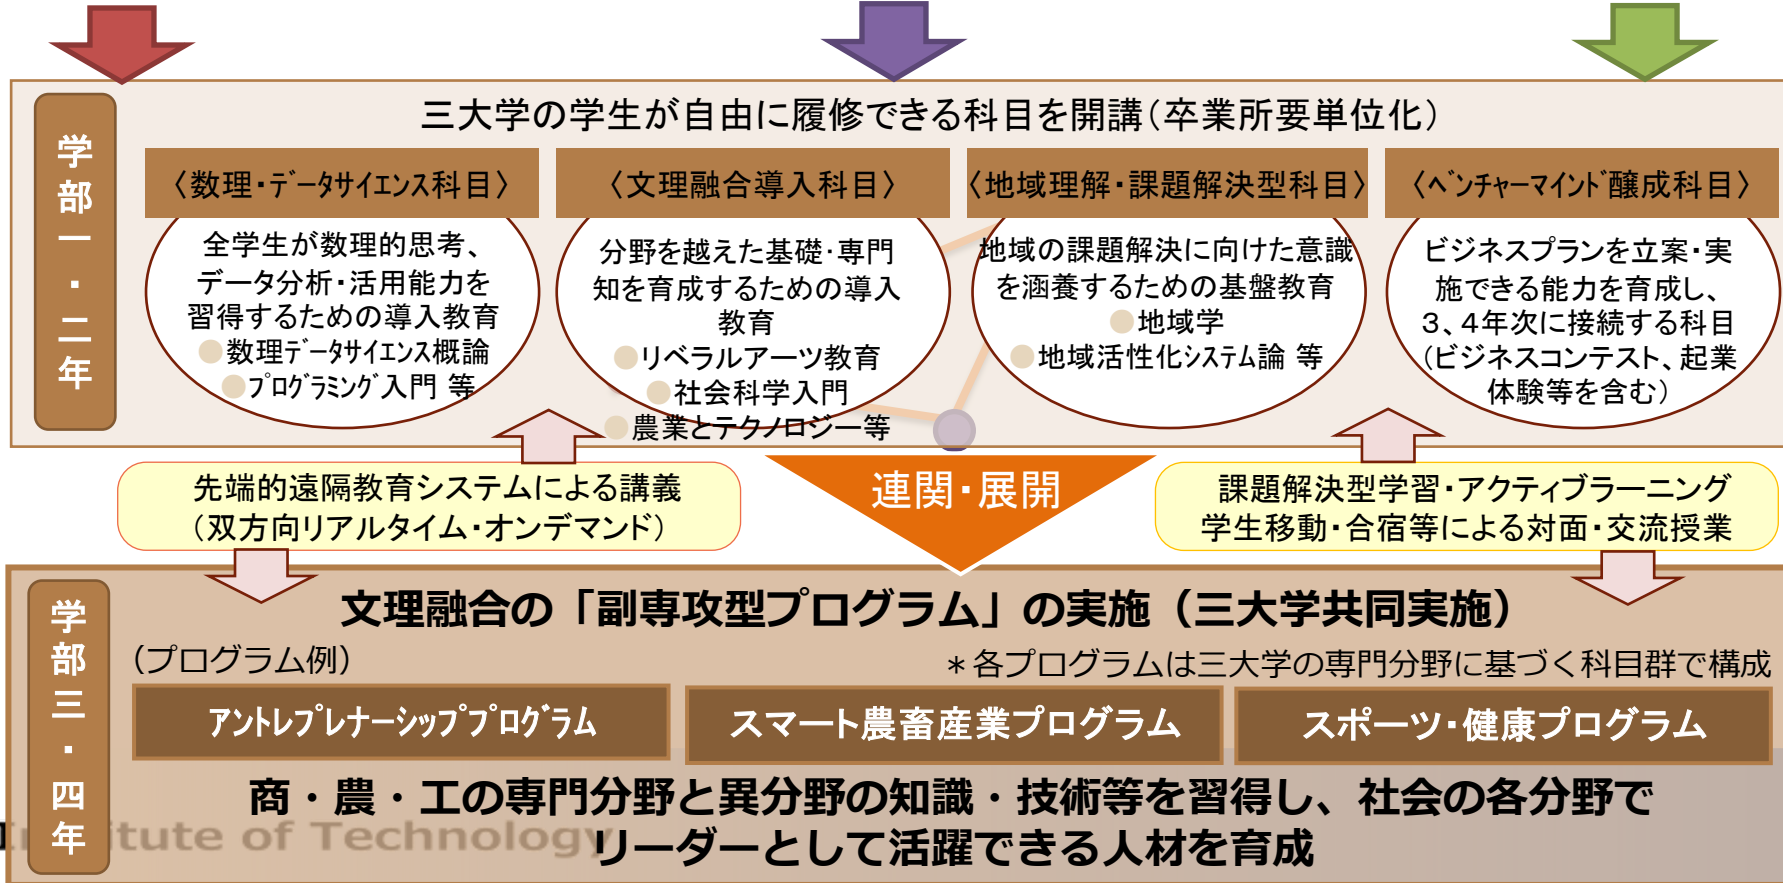 三大学の学生が自由に履修できる科目を開講（卒業所要単位化）
学部一・二年
〈数理・ﾃﾞｰﾀｻｲｴﾝｽ科目〉
全学生が数理的思考、
データ分析・活用能力を
習得するための導入教育
●数理ﾃﾞｰﾀｻｲｴﾝｽ概論
●ﾌﾟﾛｸﾞﾗﾐﾝｸﾞ入門 等
〈文理融合導入科目〉
分野を越えた基礎・専門
知を育成するための導入
教育
●リベラルアーツ教育
●社会科学入門
●農業とテクノロジー等
〈地域理解・課題解決型科目〉
地域の課題解決に向けた意識
を涵養するための基盤教育
●地域学
●地域活性化ｼｽﾃﾑ論 等
〈ﾍﾞﾝﾁｬｰﾏｲﾝﾄﾞ醸成科目〉
ビジネスプランを立案・実
施できる能力を育成し、
３、４年次に接続する科目
（ビジネスコンテスト、起業
体験等を含む）
先端的遠隔教育システムによる講義
（双方向リアルタイム・オンデマンド）
連関・展開
課題解決型学習・アクティブラーニング
学生移動・合宿等による対面・交流授業
学部三・四年
文理融合の「副専攻型プログラム」の実施（三大学共同実施）
（プログラム例）
＊各プログラムは三大学の専門分野に基づく科目群で構成
ｱﾝﾄﾚﾌﾟﾚﾅｰｼｯﾌﾟﾌﾟﾛｸﾞﾗﾑ
スマート農畜産業プログラム
スポーツ・健康プログラム
商・農・工の専門分野と異分野の知識・技術等を習得し、社会の各分野で
リーダーとして活躍できる人材を育成
tute of Technology